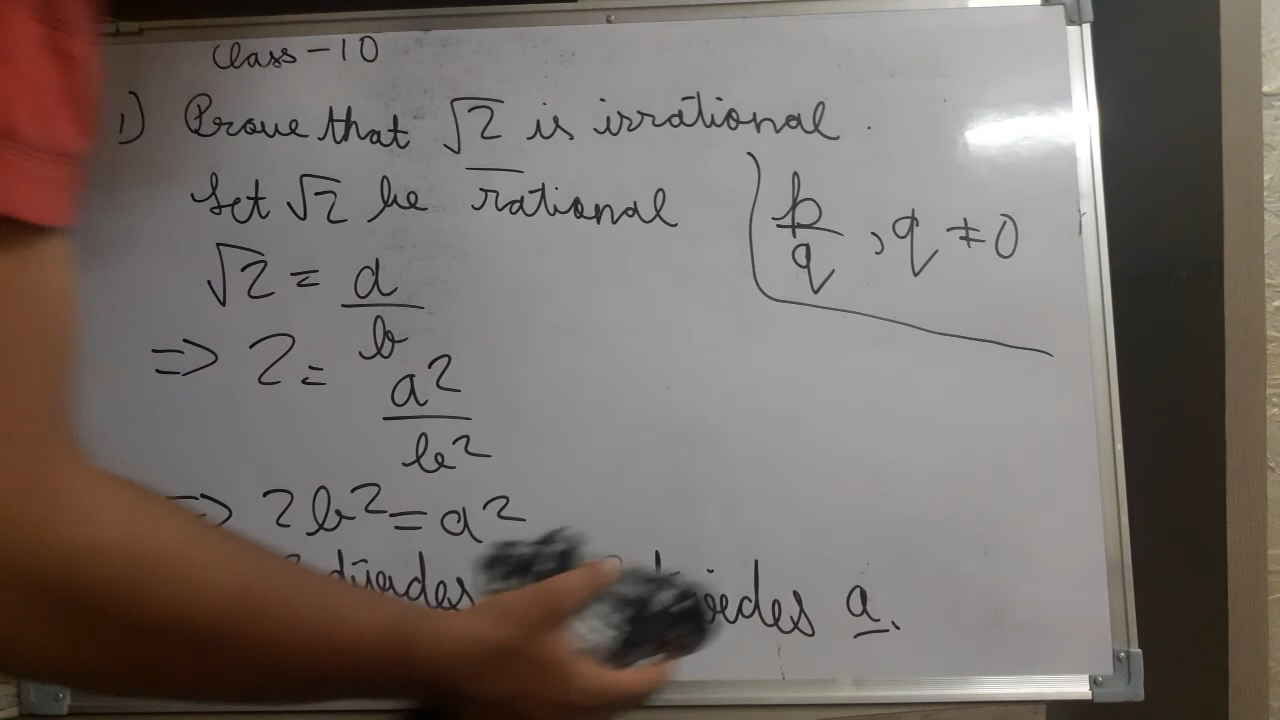 Class-10
1) Prove that √2 is irrational.
Let √2 be rational
p/q, q ≠ 0
√2 = a/b
=> 2 = a²/b²
=> 2b² = a²
divides divides a.